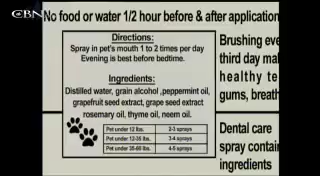 CBN
No food or water 1/2 hour before & after application
Directions:
Spray in pet's mouth 1 to 2 times per day
Evening is best before bedtime.
Ingredients:
Distilled water, grain alcohol ,peppermint oil,
grapefruit seed extract, grape seed extract
rosemary oil, thyme oil, neem oil.
Pet under 12 lbs. 2-3 sprays
Pet under 12-35 lbs. 3-4 sprays
Pet under 35-80 lbs. 4-5 sprays
Brushing eve
third day mal
healthy te
gums, breath
Dental care
spray contain
ingredients